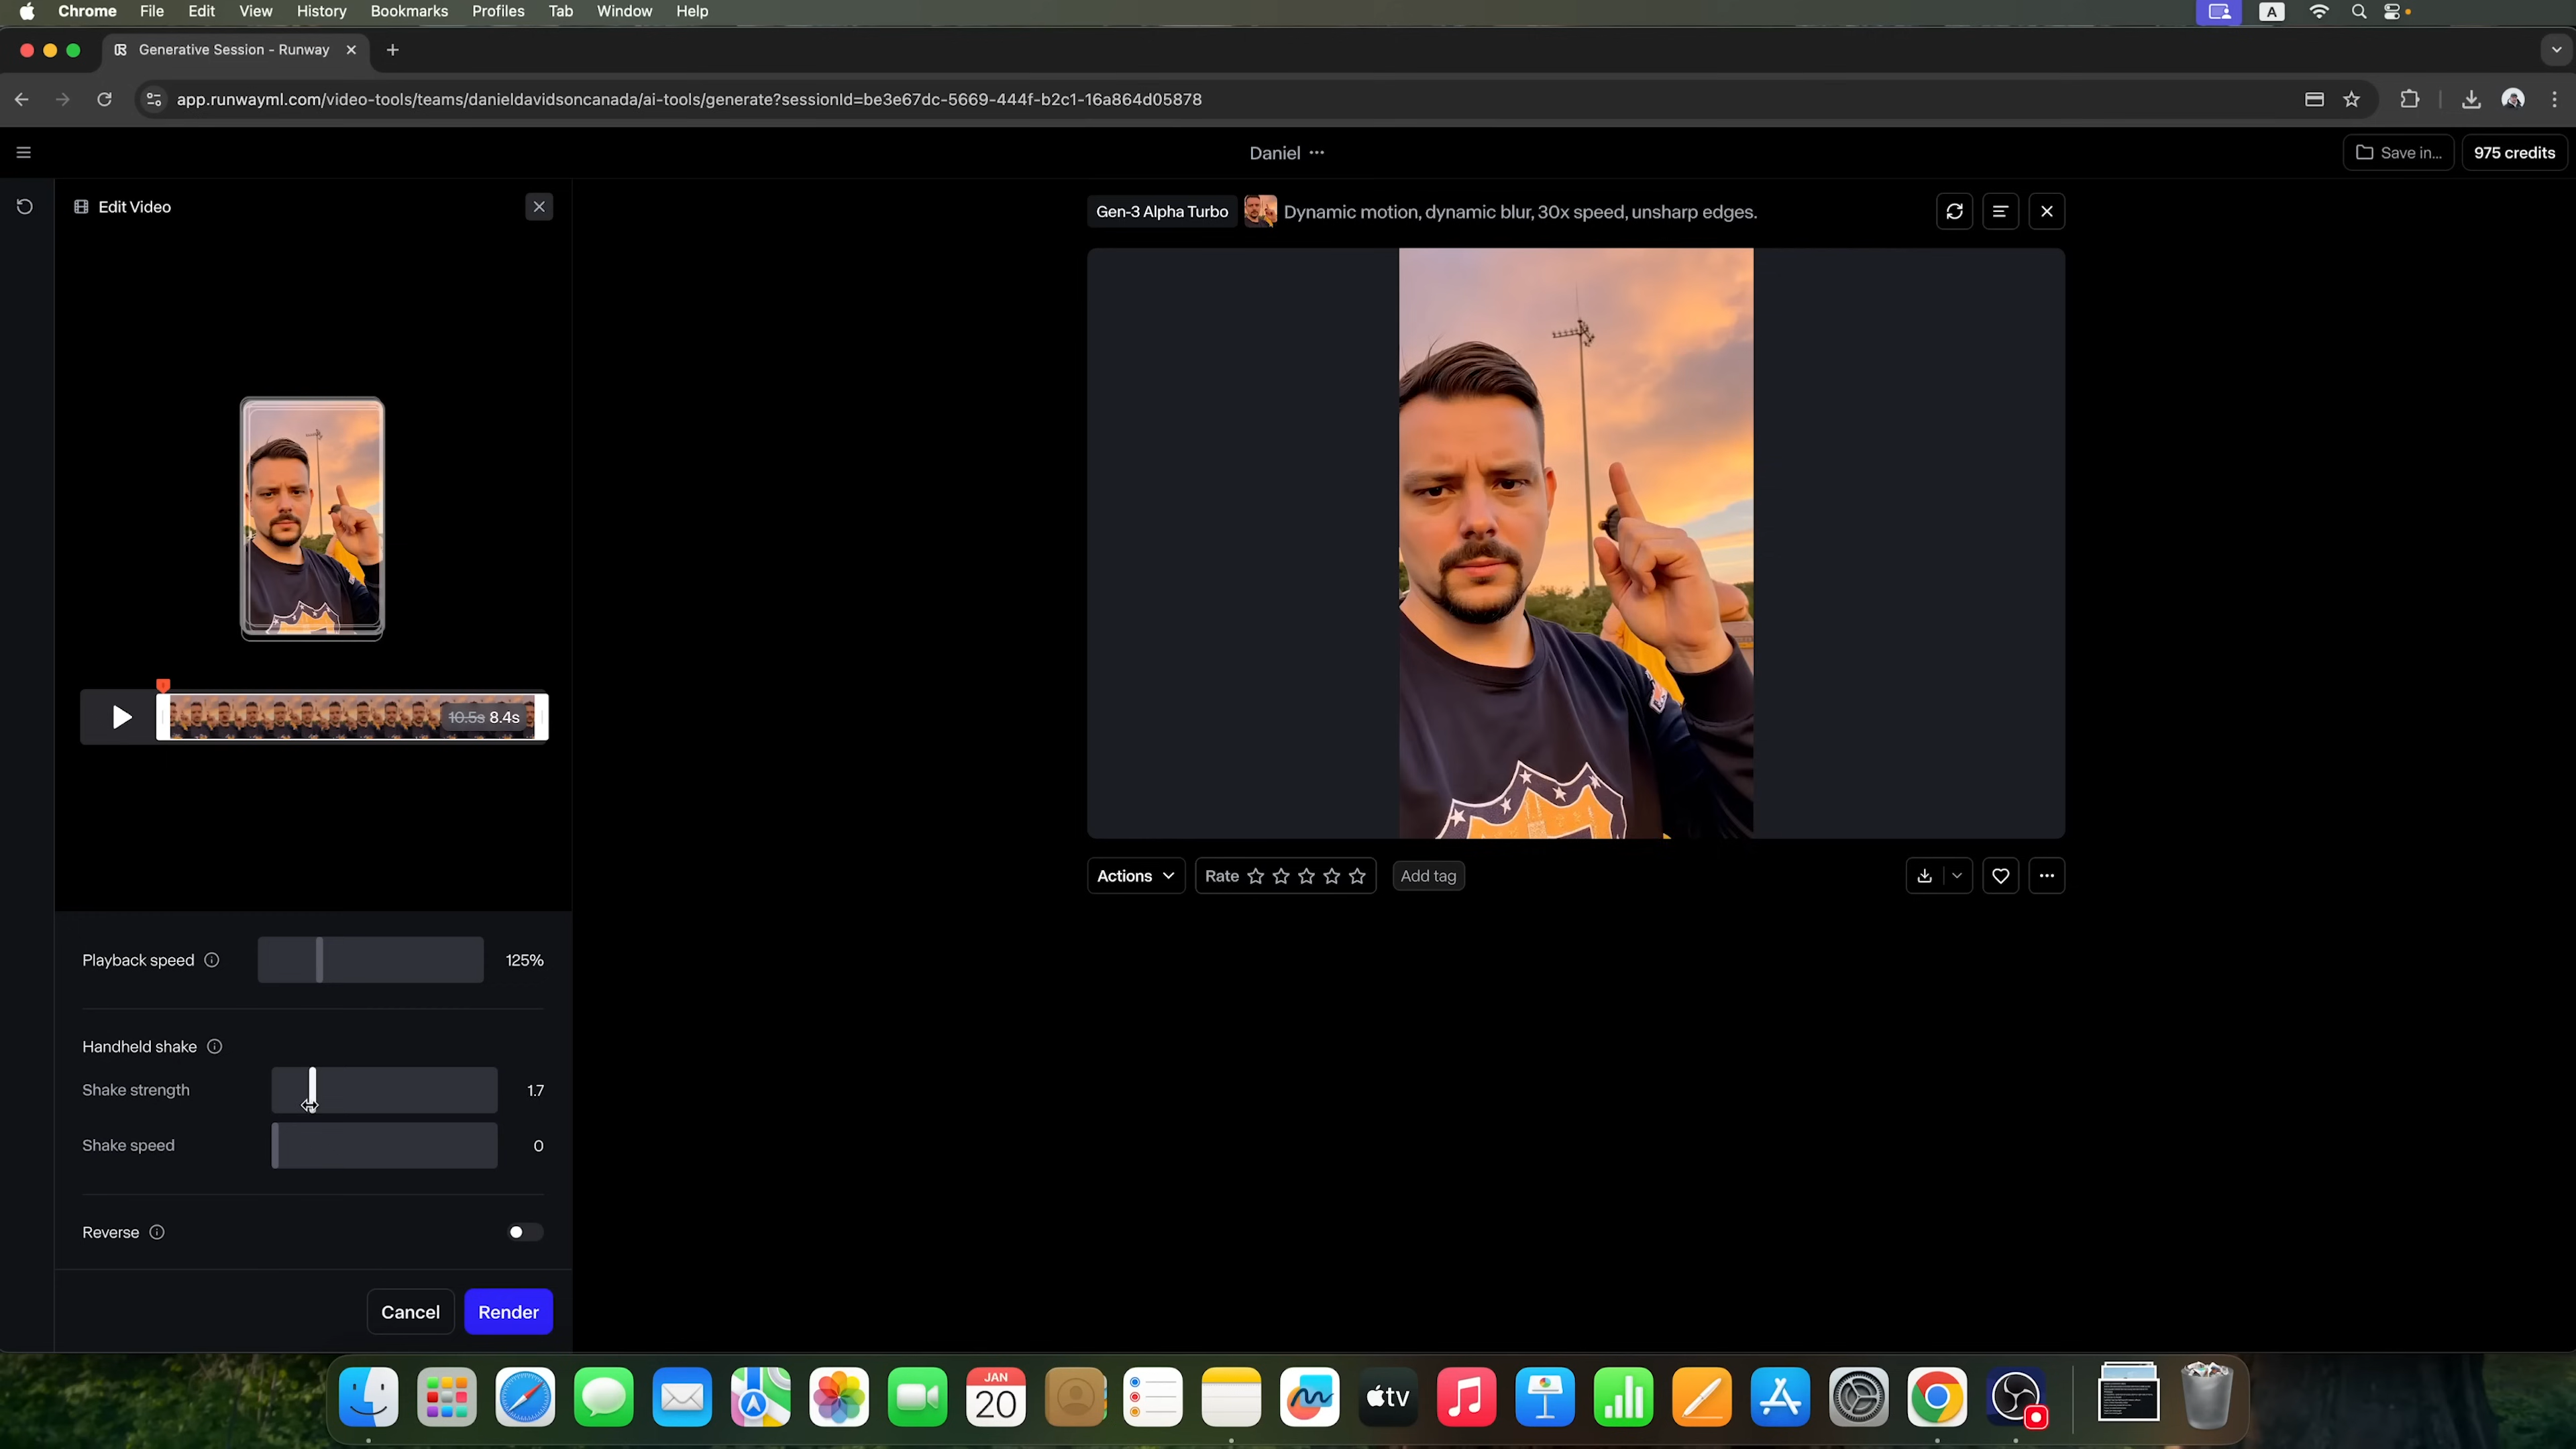 Chrome File Edit View History Bookmarks Profiles Tab Window Help
A
Generative Session - Runway
app.runwayml.com/video-tools/teams/danieldavidsoncanada/ai-tools/generate?sessionId=be3e67dc-5669-444f-b2c1-16a864d05878
Daniel
Save in...
975 credits
Edit Video
Gen-3 Alpha Turbo
Dynamic motion, dynamic blur, 30x speed, unsharp edges.
10.5s 8.4s
Actions
Rate
Add tag
Playback speed
125%
Handheld shake
Shake strength
1.7
Shake speed
0
Reverse
Cancel
Render
JAN
20
tv